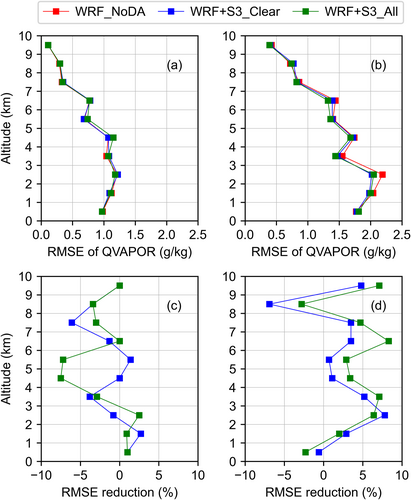 WRF_NoDA WRF+S3_Clear WRF+S3_All
10 10
9 9
8 (a) 8 (b)
7 7
6 6
5 5
4 4
3 3
2 2
1 1
0 0
0.0 0.5 1.0 1.5 2.0 2.5 0.0 0.5 1.0 1.5 2.0 2.5
Altitude (km)
RMSE of QVAPOR (g/kg) RMSE of QVAPOR (g/kg)
10 10
9 9
8 (c) 8 (d)
7 7
6 6
5 5
4 4
3 3
2 2
1 1
0 0
−10 −5 0 5 10 −10 −5 0 5 10
Altitude (km)
RMSE reduction (%) RMSE reduction (%)